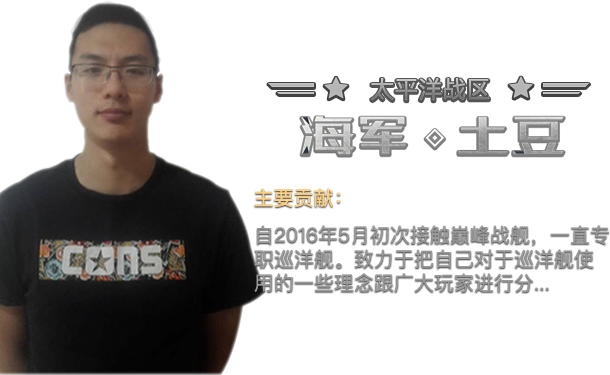 太平洋战区
海军 土豆
主要贡献：
自2016年5月初次接触巅峰战舰，一直专
职巡洋舰。致力于把自己对于巡洋舰使
用的一些理念跟广大玩家进行分...
CONS